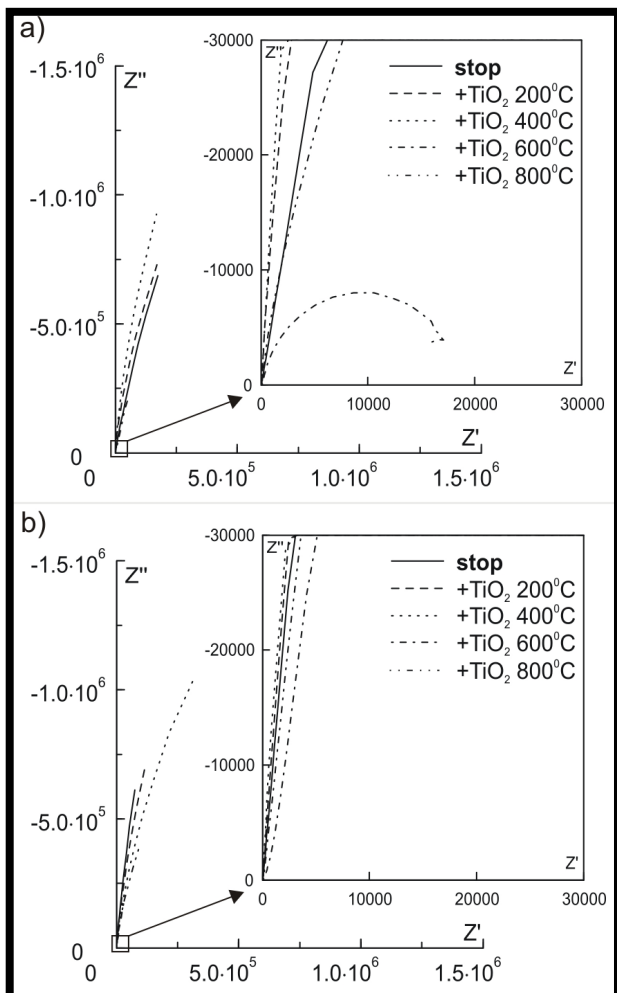 a)
-1.5·10⁶
Z''
-1.0·10⁶
-5.0·10⁵
0
0
5.0·10⁵
1.0·10⁶
1.5·10⁶
Z'
-30000
Z''
-20000
-10000
0
0
10000
20000
30000
Z'
stop
+TiO₂ 200⁰C
+TiO₂ 400⁰C
+TiO₂ 600⁰C
+TiO₂ 800⁰C
b)
-1.5·10⁶
Z''
-1.0·10⁶
-5.0·10⁵
0
0
5.0·10⁵
1.0·10⁶
1.5·10⁶
Z'
-30000
Z''
-20000
-10000
0
0
10000
20000
30000
Z'
stop
+TiO₂ 200⁰C
+TiO₂ 400⁰C
+TiO₂ 600⁰C
+TiO₂ 800⁰C